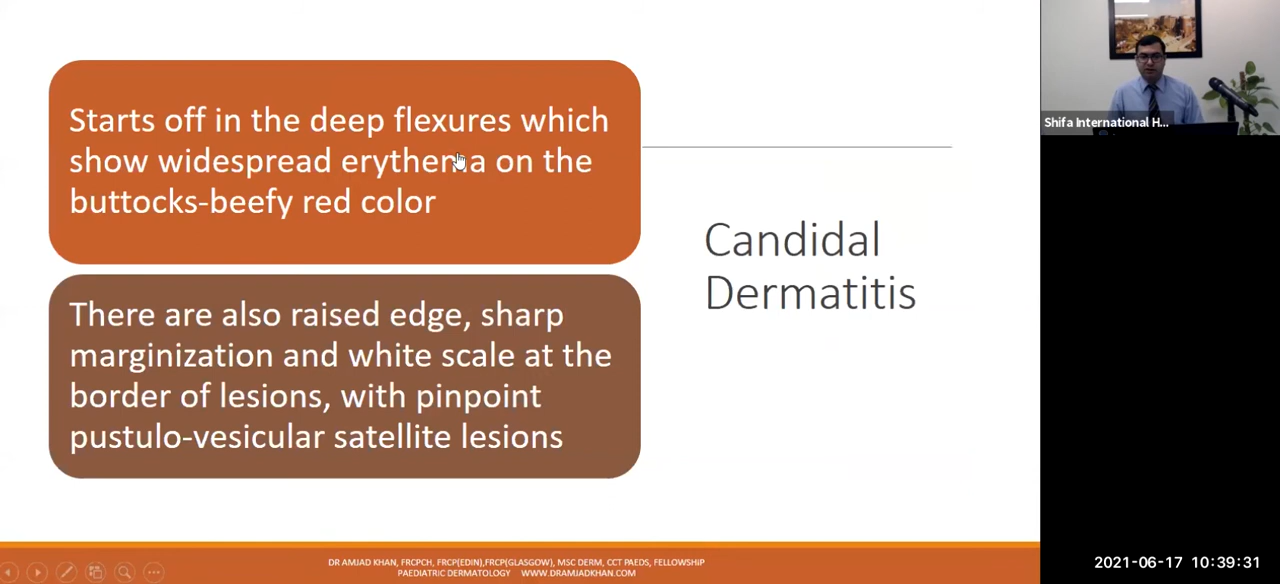 Starts off in the deep flexures which
show widespread erythema on the
buttocks-beefy red color
There are also raised edge, sharp
marginization and white scale at the
border of lesions, with pinpoint
pustulo-vesicular satellite lesions
Candidal
Dermatitis
Shifa International H...
DR AMJAD KHAN, FRCPCH, FRCP(EDIN),FRCP(GLASGOW), MSC DERM, CCT PAEDS, FELLOWSHIP
PAEDIATRIC DERMATOLOGY WWW.DRAMJADKHAN.COM
2021-06-17 10:39:31